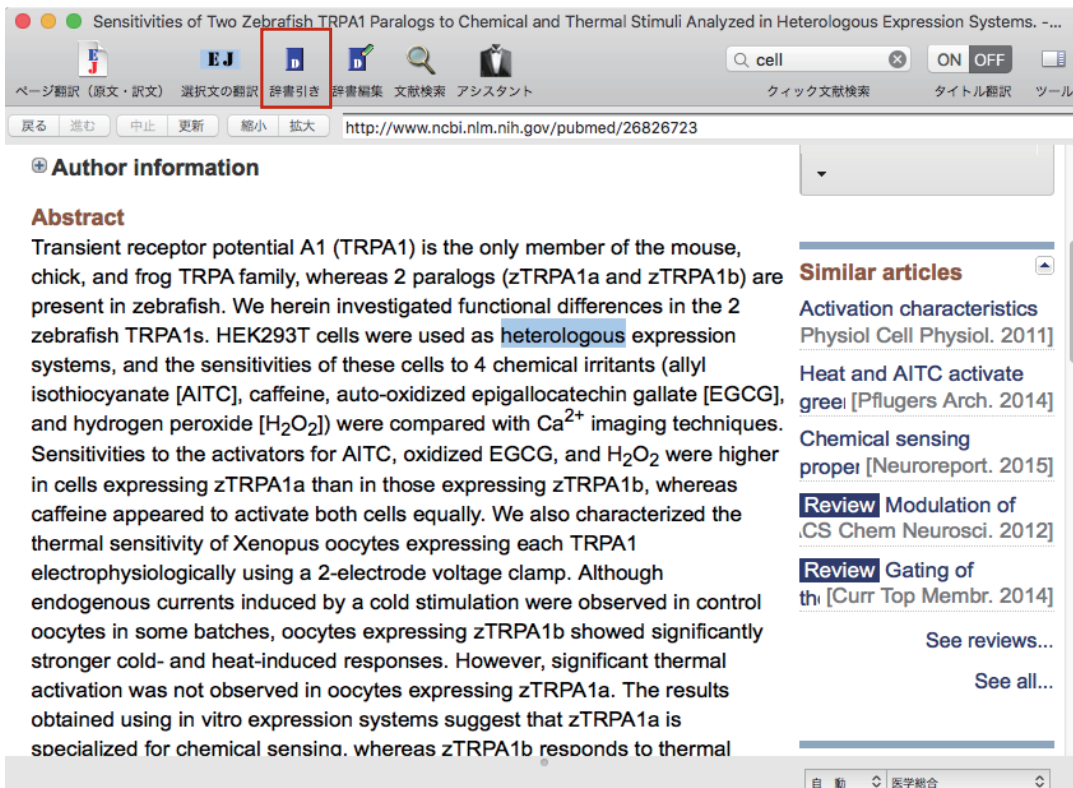 Sensitivities of Two Zebrafish TRPA1 Paralogs to Chemical and Thermal Stimuli Analyzed in Heterologous Expression Systems. -...
E J
E J
D
D
cell
ON OFF
ページ翻訳（原文・訳文） 選択文の翻訳 辞書引き 辞書編集 文献検索 アシスタント
クィック文献検索
タイトル翻訳
ツール
戻る 進む 中止 更新 縮小 拡大
http://www.ncbi.nlm.nih.gov/pubmed/26826723
Author information
Abstract
Transient receptor potential A1 (TRPA1) is the only member of the mouse,
chick, and frog TRPA family, whereas 2 paralogs (zTRPA1a and zTRPA1b) are
present in zebrafish. We herein investigated functional differences in the 2
zebrafish TRPA1s. HEK293T cells were used as heterologous expression
systems, and the sensitivities of these cells to 4 chemical irritants (allyl
isothiocyanate [AITC], caffeine, auto-oxidized epigallocatechin gallate [EGCG],
and hydrogen peroxide [H₂O₂]) were compared with Ca²⁺ imaging techniques.
Sensitivities to the activators for AITC, oxidized EGCG, and H₂O₂ were higher
in cells expressing zTRPA1a than in those expressing zTRPA1b, whereas
caffeine appeared to activate both cells equally. We also characterized the
thermal sensitivity of Xenopus oocytes expressing each TRPA1
electrophysiologically using a 2-electrode voltage clamp. Although
endogenous currents induced by a cold stimulation were observed in control
oocytes in some batches, oocytes expressing zTRPA1b showed significantly
stronger cold- and heat-induced responses. However, significant thermal
activation was not observed in oocytes expressing zTRPA1a. The results
obtained using in vitro expression systems suggest that zTRPA1a is
specialized for chemical sensing, whereas zTRPA1b responds to thermal
Similar articles
Activation characteristics
Physiol Cell Physiol. 2011]
Heat and AITC activate
gree [Pflugers Arch. 2014]
Chemical sensing
proper [Neuroreport. 2015]
Review Modulation of
CS Chem Neurosci. 2012]
Review Gating of
th [Curr Top Membr. 2014]
See reviews...
See all...
自 動
医学総合